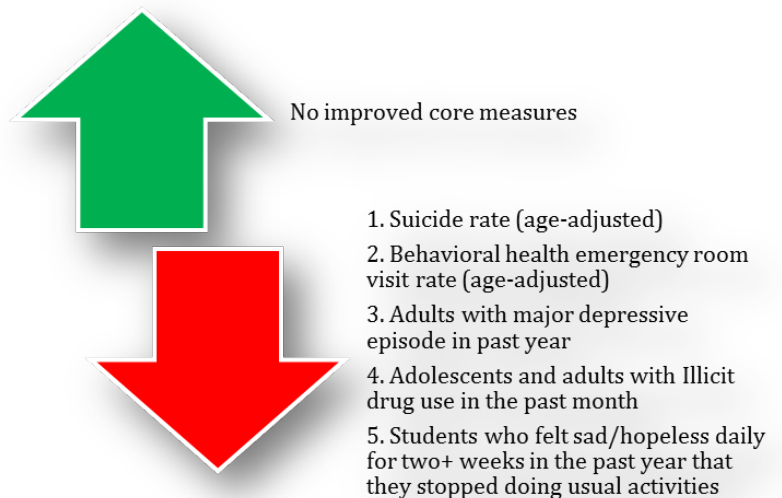 No improved core measures
1. Suicide rate (age-adjusted)
2. Behavioral health emergency room
visit rate (age-adjusted)
3. Adults with major depressive
episode in past year
4. Adolescents and adults with Illicit
drug use in the past month
5. Students who felt sad/hopeless daily
for two+ weeks in the past year that
they stopped doing usual activities